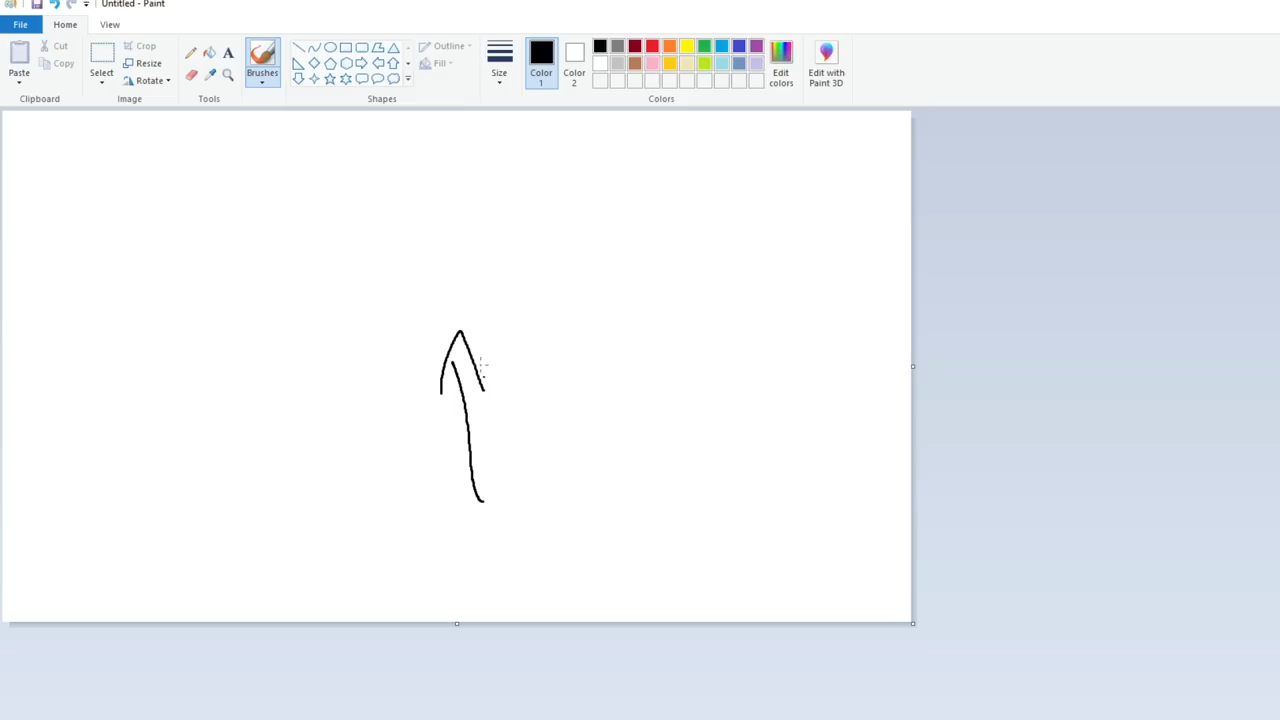 Untitled - Paint
File Home View
Paste
Cut
Copy
Clipboard
Select
Crop
Resize
Rotate
Image
A
Tools
Brushes
Outline
Fill
Shapes
Size
Color 1
Color 2
Edit colors
Colors
Edit with Paint 3D